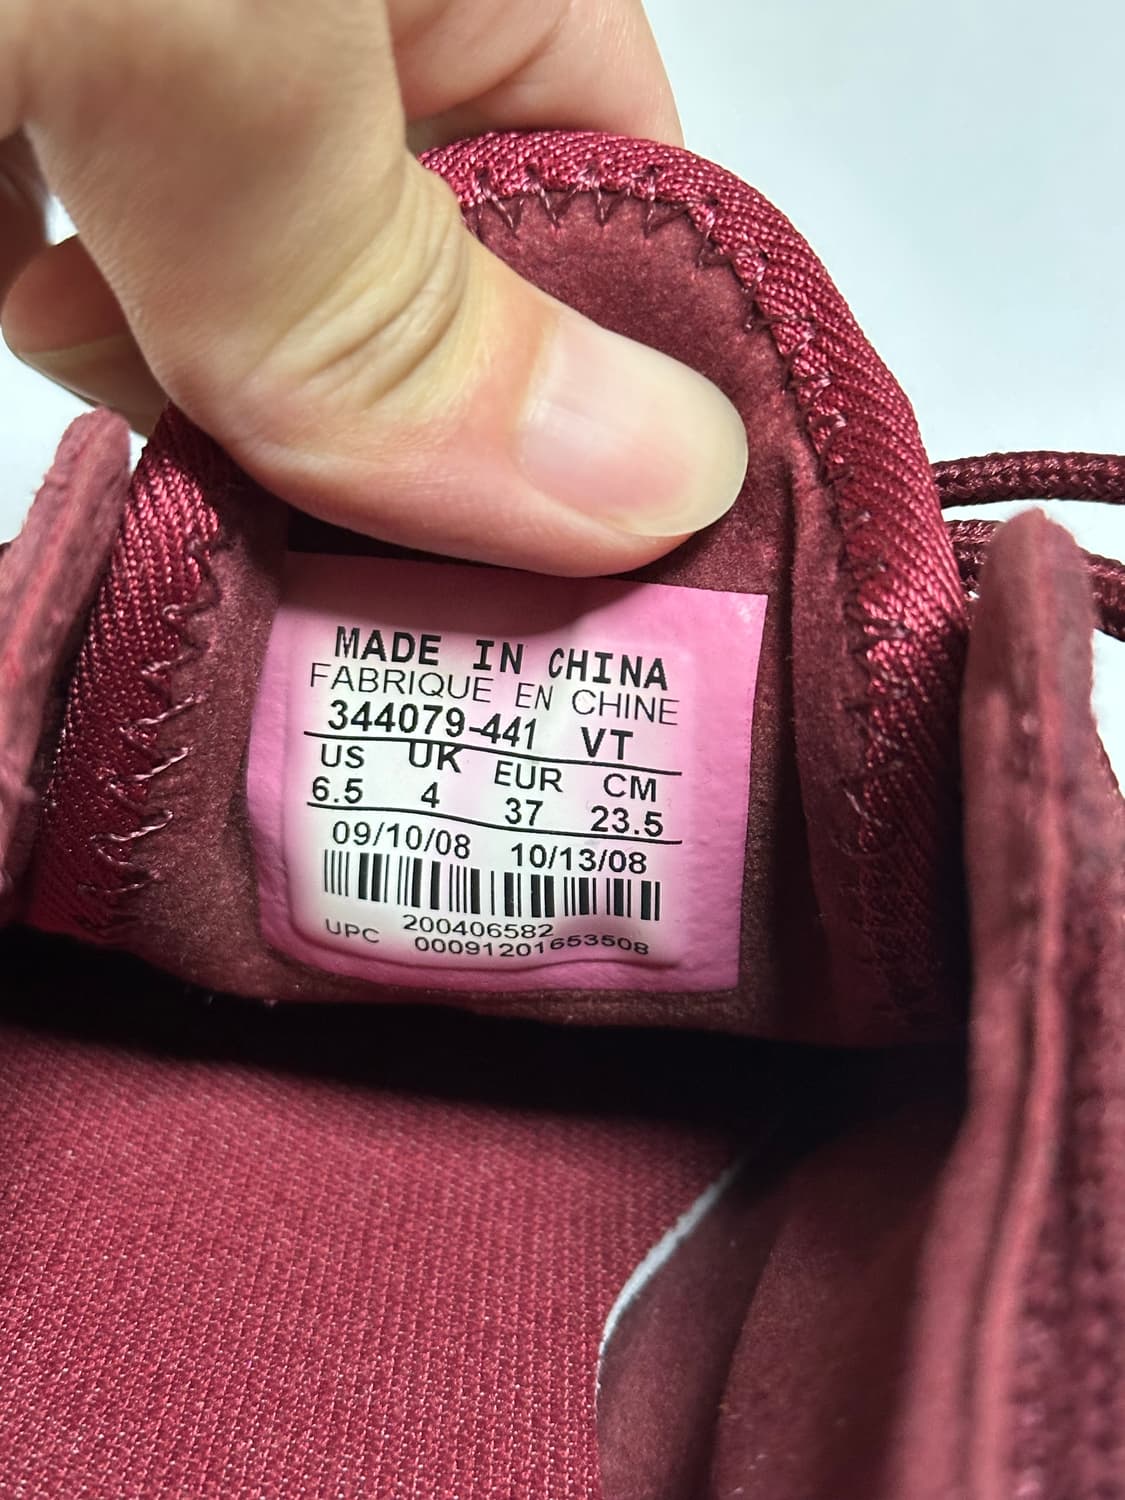 MADE IN CHINA
FABRIQUE EN CHINE
344079-441 VT
US UK EUR CM
6.5 4 37 23.5
09/10/08 10/13/08
200406582
UPC 00091201653508